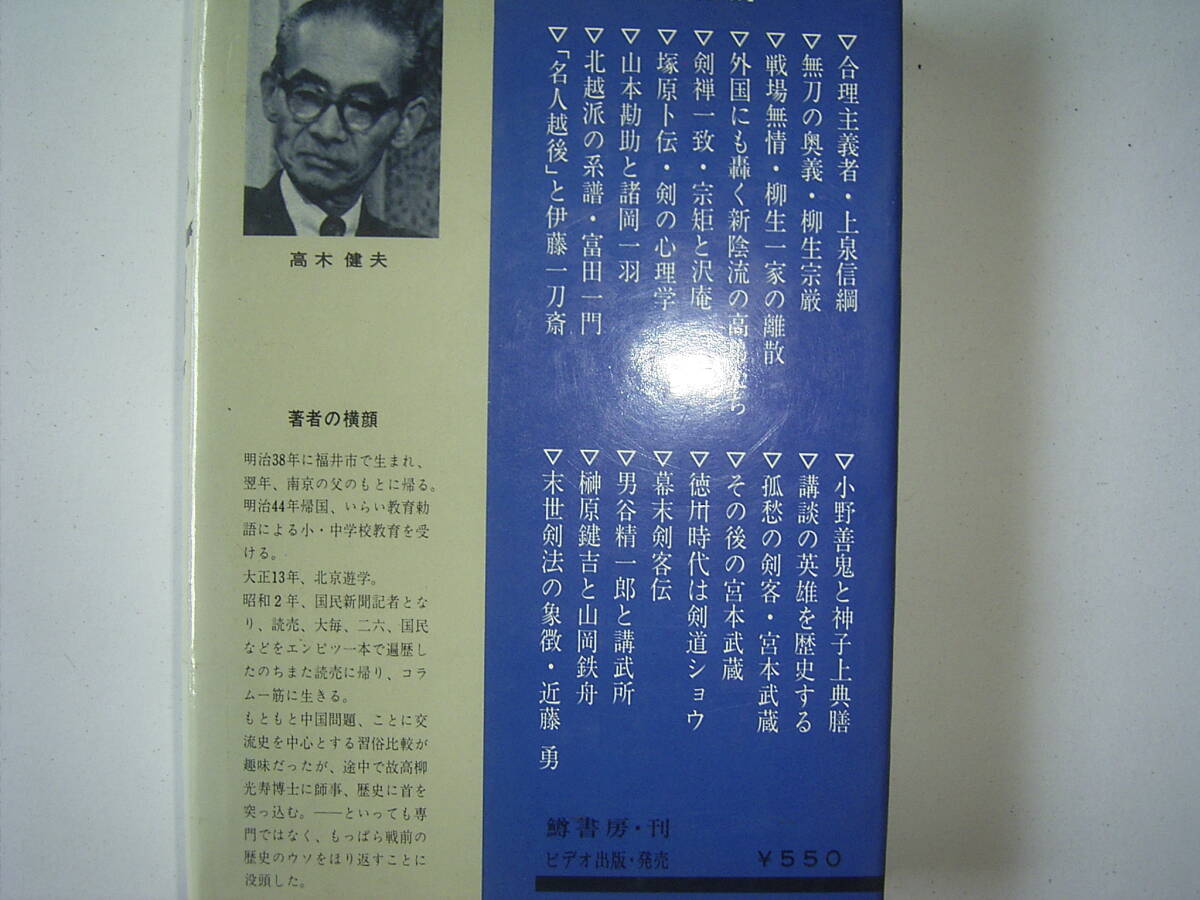 高木 健夫
著者の横顔
明治38年に福井市で生まれ、
翌年、南京の父のもとに帰る。
明治44年帰国、いらい教育勅
語による小・中学校教育を受
ける。
大正13年、北京遊学。
昭和2年、国民新聞記者とな
り、読売、大毎、二六、国民
などをエンピツ一本で遍歴し
たのちまた読売に帰り、コラ
ム一筋に生きる。
もともと中国問題、ことに交
流史を中心とする習俗比較が
趣味だったが、途中で故高柳
光寿博士に師事、歴史に首を
突っ込む。――といっても専
門ではなく、もっぱら戦前の
歴史のウソをほり返すことに
没頭した。
▽合理主義者・上泉信綱
▽無刀の奥義・柳生宗厳
▽戦場無情・柳生一家の離散
▽外国にも轟く新陰流の高 ら
▽剣禅一致・宗矩と沢庵
▽塚原卜伝・剣の心理学
▽山本勘助と諸岡一羽
▽北越派の系譜・富田一門
▽「名人越後」と伊藤一刀斎
▽小野善鬼と神子上典膳
▽講談の英雄を歴史する
▽孤愁の剣客・宮本武蔵
▽その後の宮本武蔵
▽徳川時代は剣道ショウ
▽幕末剣客伝
▽男谷精一郎と講武所
▽榊原鍵吉と山岡鉄舟
▽末世剣法の象徴・近藤 勇
鱒書房・刊
ビデオ出版・発売
￥550